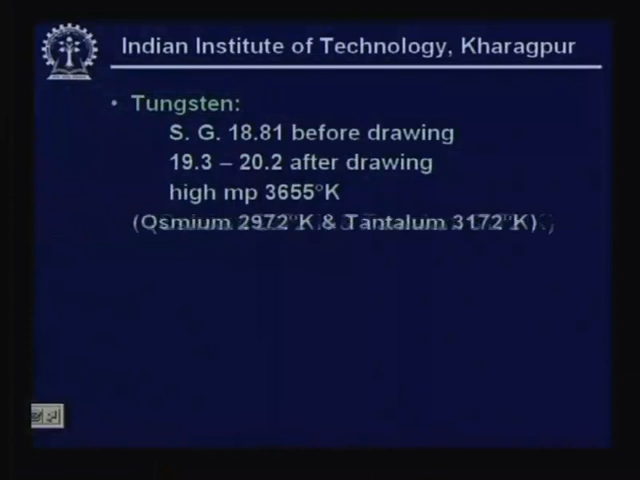 Indian Institute of Technology, Kharagpur
• Tungsten:
S. G. 18.81 before drawing
19.3 – 20.2 after drawing
high mp 3655°K
(Qsmium 2972°K & Tantalum 3172°K)